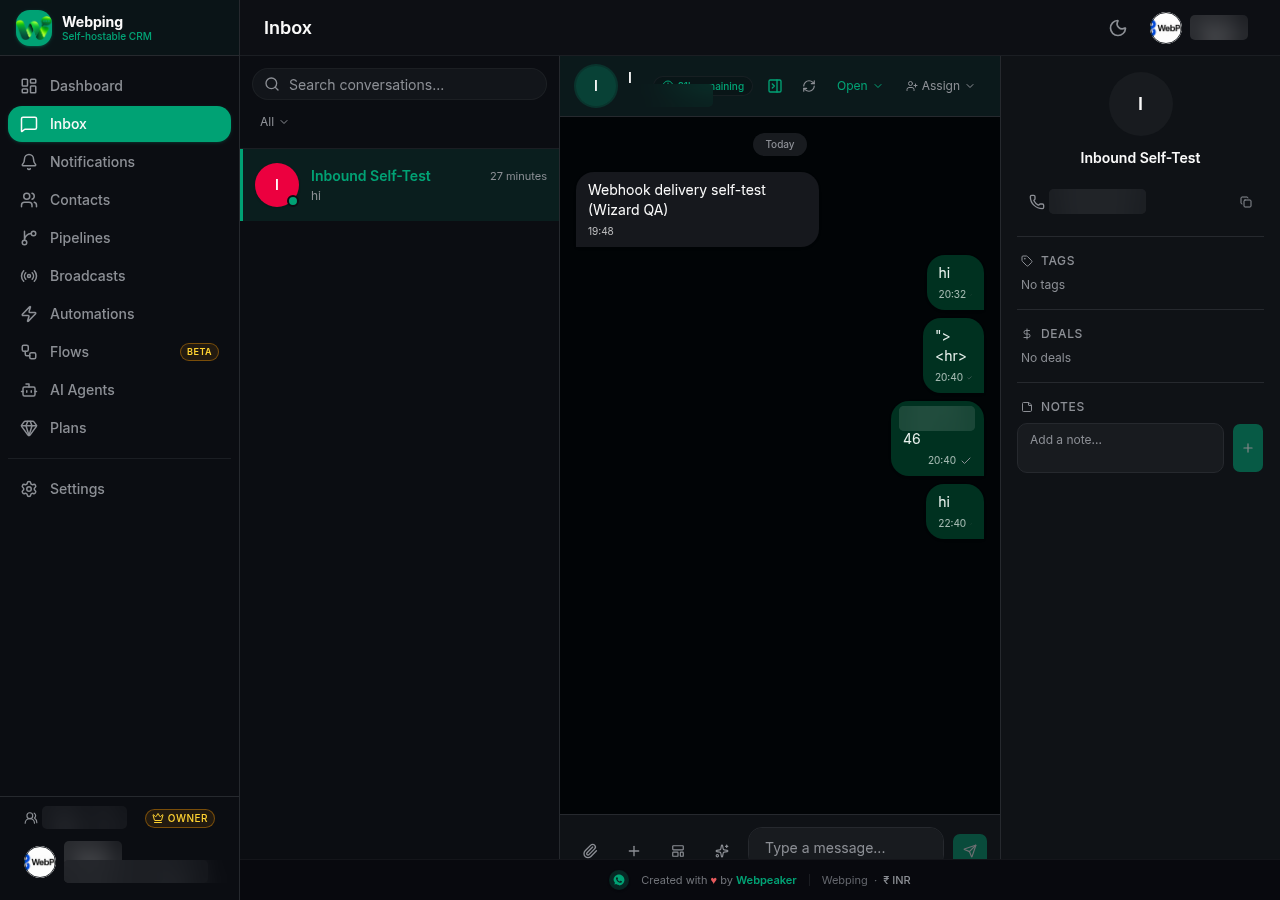 Webping
Self-hostable CRM
Dashboard
Inbox
Notifications
Contacts
Pipelines
Broadcasts
Automations
Flows
BETA
AI Agents
Plans
Settings
OWNER
WebP
Inbox
WebP
Search conversations...
All
I
Inbound Self-Test
27 minutes
hi
I
I
Open
Assign
Today
Webhook delivery self-test
(Wizard QA)
19:48
hi
20:32
">
<hr>
20:40
46
20:40
hi
22:40
Type a message...
I
Inbound Self-Test
TAGS
No tags
DEALS
No deals
NOTES
Add a note...
Created with ♥ by Webpeaker
Webping · ₹ INR